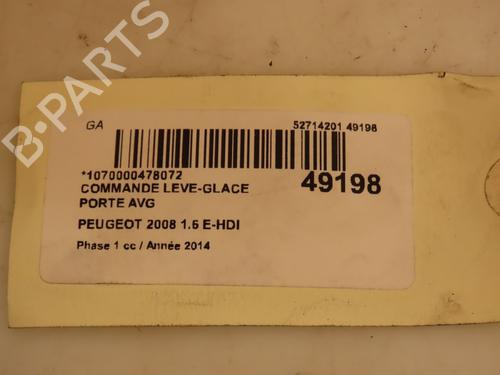 B-PARTS
GA
52714201 49198
*1070000478072
COMMANDE LEVE-GLACE
49198
PORTE AVG
PEUGEOT 2008 1.6 E-HDI
Phase 1 cc / Année 2014